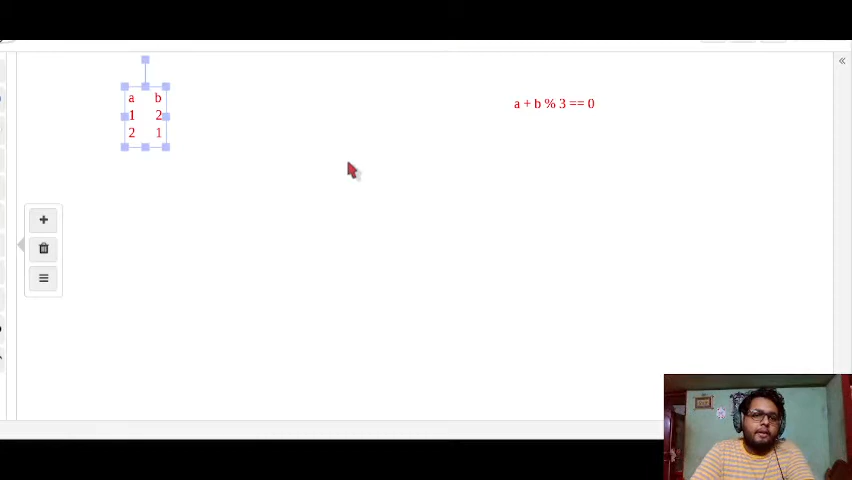 a b
1 2
2 1
a + b % 3 == 0